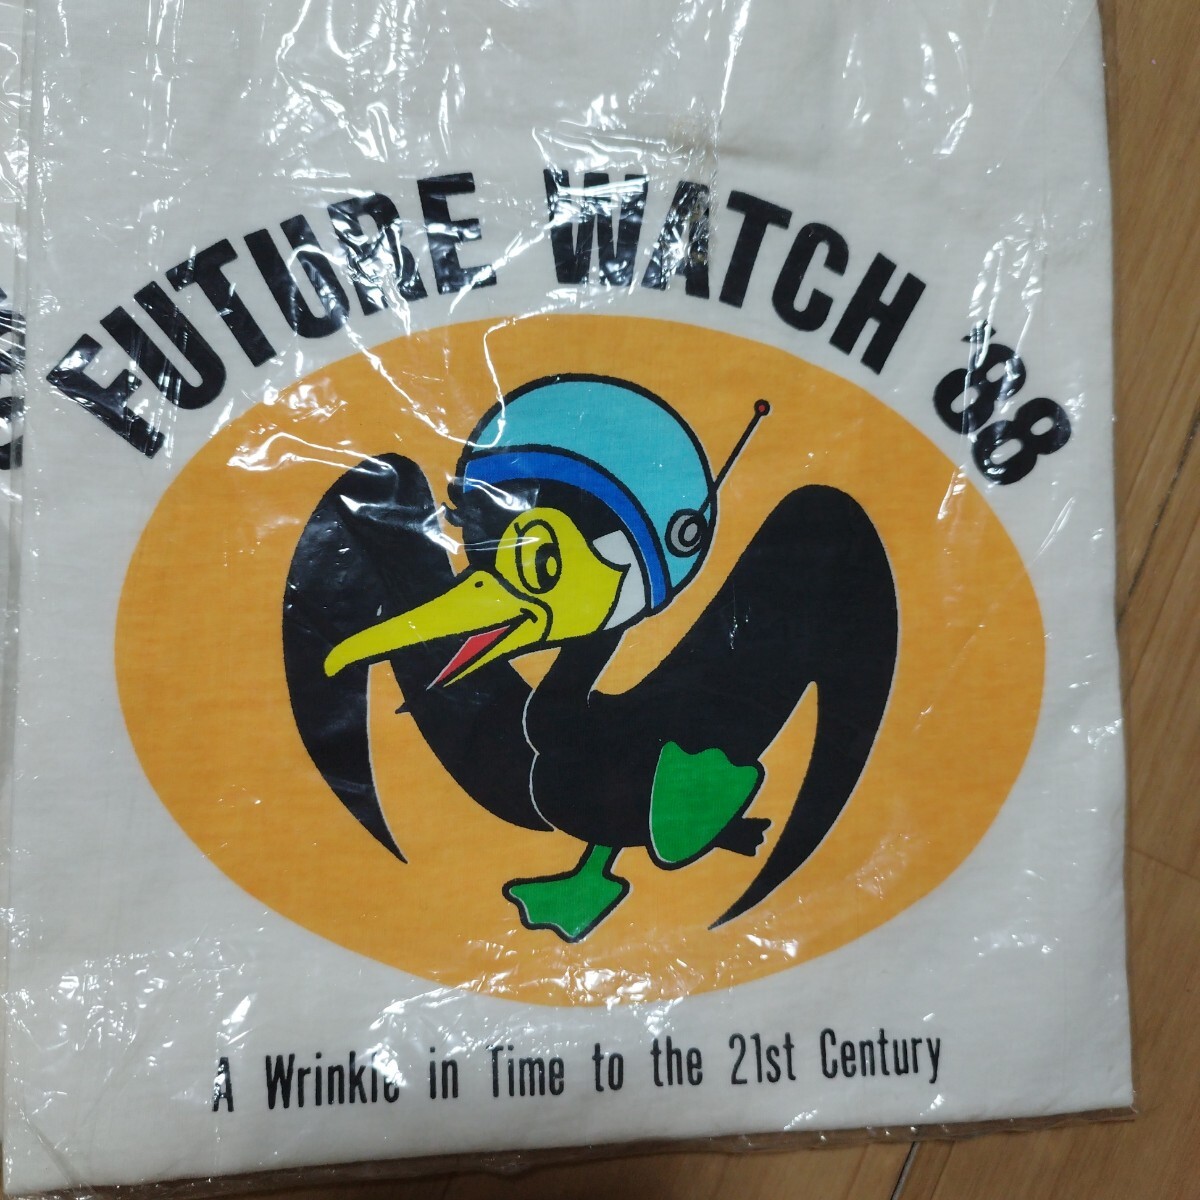 FUTURE WATCH '88
A Wrinkle in Time to the 21st Century